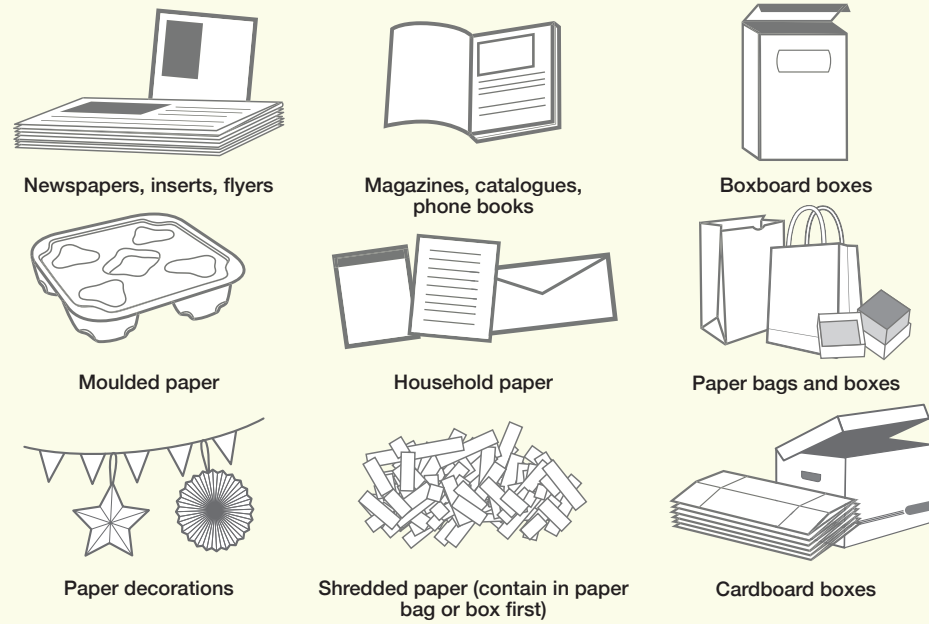 Newspapers, inserts, flyers
Magazines, catalogues,
phone books
Boxboard boxes
Moulded paper
Household paper
Paper bags and boxes
Paper decorations
Shredded paper (contain in paper
bag or box first)
Cardboard boxes